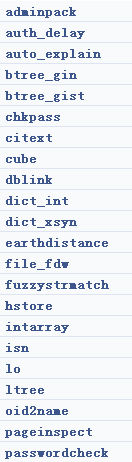 adminpack
auth_delay
auto_explain
btree_gin
btree_gist
chkpass
citext
cube
dblink
dict_int
dict_xsyn
earthdistance
file_fdw
fuzzystrmatch
hstore
intarray
isn
lo
ltree
oid2name
pageinspect
passwordcheck